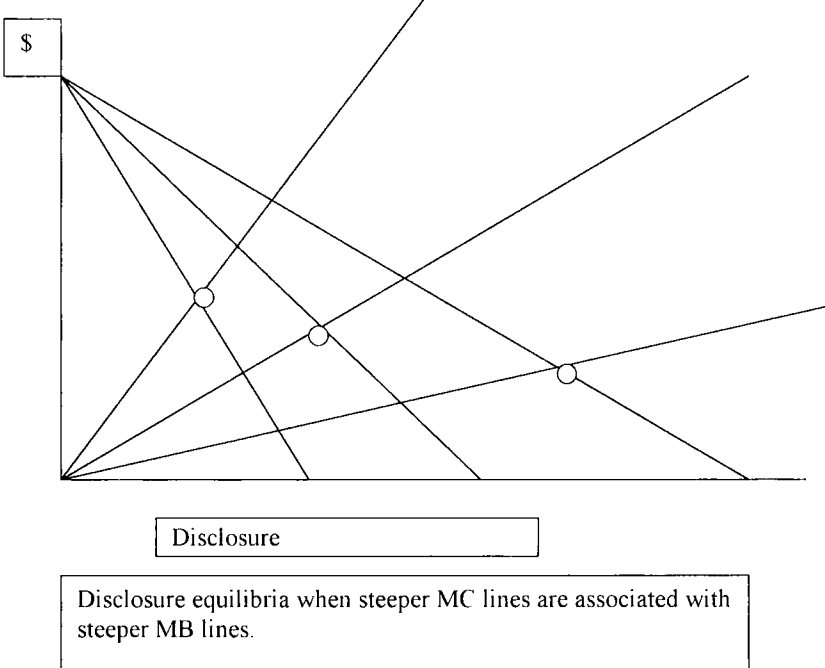 $
Disclosure
Disclosure equilibria when steeper MC lines are associated with
steeper MB lines.